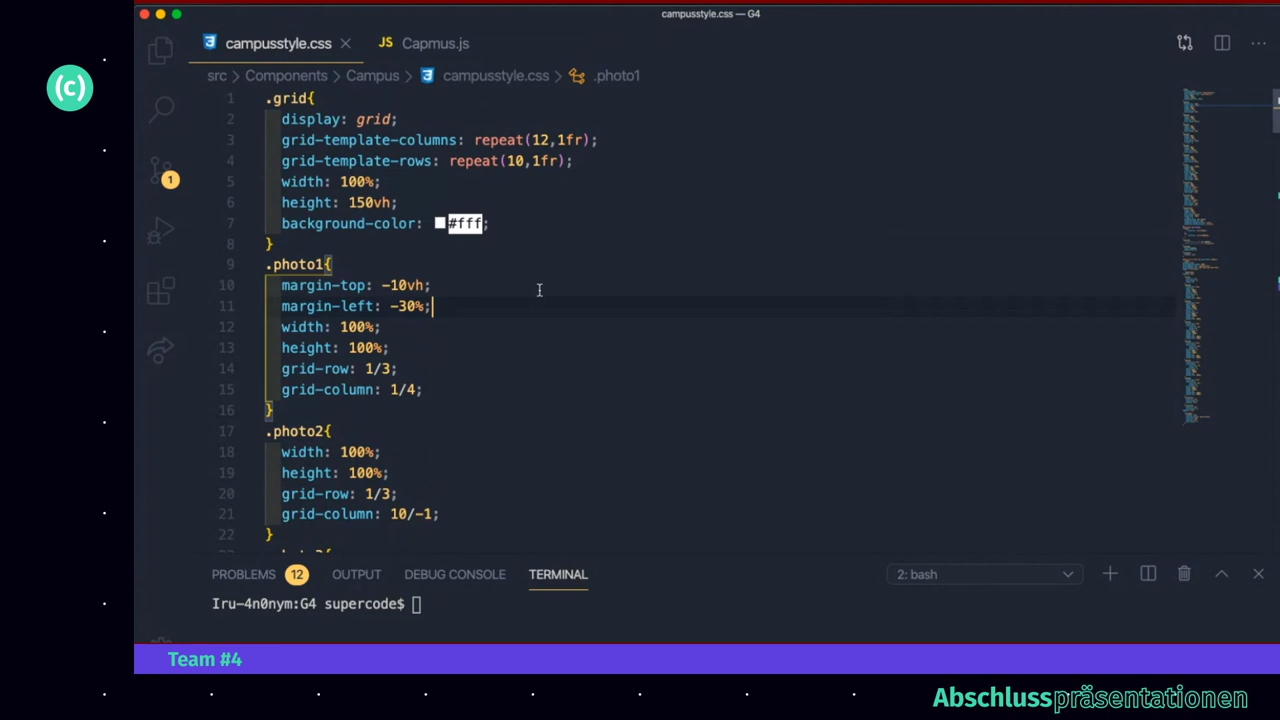 campusstyle.css — G4
campusstyle.css JS Capmus.js
(c)
src > Components > Campus > campusstyle.css > .photo1
1 .grid{
2 display: grid;
3 grid-template-columns: repeat(12,1fr);
4 grid-template-rows: repeat(10,1fr);
5 width: 100%;
6 height: 150vh;
7 background-color: #fff;
8 }
9 .photo1{
10 margin-top: -10vh;
11 margin-left: -30%;
12 width: 100%;
13 height: 100%;
14 grid-row: 1/3;
15 grid-column: 1/4;
16 }
17 .photo2{
18 width: 100%;
19 height: 100%;
20 grid-row: 1/3;
21 grid-column: 10/-1;
22 }
1
PROBLEMS 12 OUTPUT DEBUG CONSOLE TERMINAL 2: bash
Iru-4n0nym:G4 supercode$
Team #4
Abschlusspräsentationen